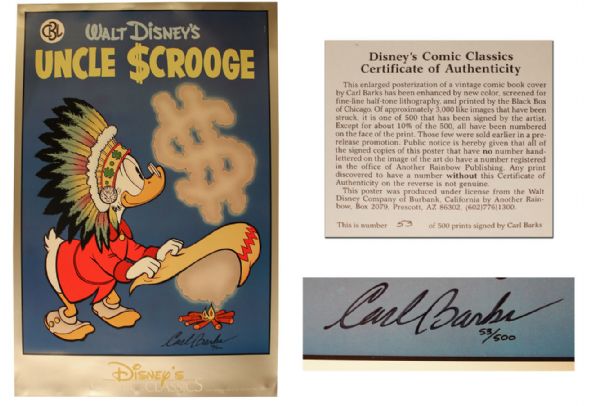 CBL
WALT DISNEY'S
UNCLE $CROOGE
Carl Barks
Disney's
COMIC CLASSICS
Disney's Comic Classics
Certificate of Authenticity
This enlarged posterization of a vintage comic book cover
by Carl Barks has been enhanced by new color, screened for
fine-line half-tone lithography, and printed by the Black Box
of Chicago. Of approximately 3,000 like images that have been
struck, it is one of 500 that has been signed by the artist.
Except for about 10% of the 500, all have been numbered
on the face of the print. Those few were sold earlier in a pre-
release promotion. Public notice is hereby given that all of
the signed copies of this poster that have no number hand-
lettered on the image of the art do have a number registered
in the office of Another Rainbow Publishing. Any print
discovered to have a number without this Certificate of
Authenticity on the reverse is not genuine.
This poster was produced under license from the Walt
Disney Company of Burbank, California by Another Rain-
bow, Box 2079, Prescott, AZ 86302, (602)776|1300.
This is number 53 of 500 prints signed by Carl Barks
Carl Barks
53/500